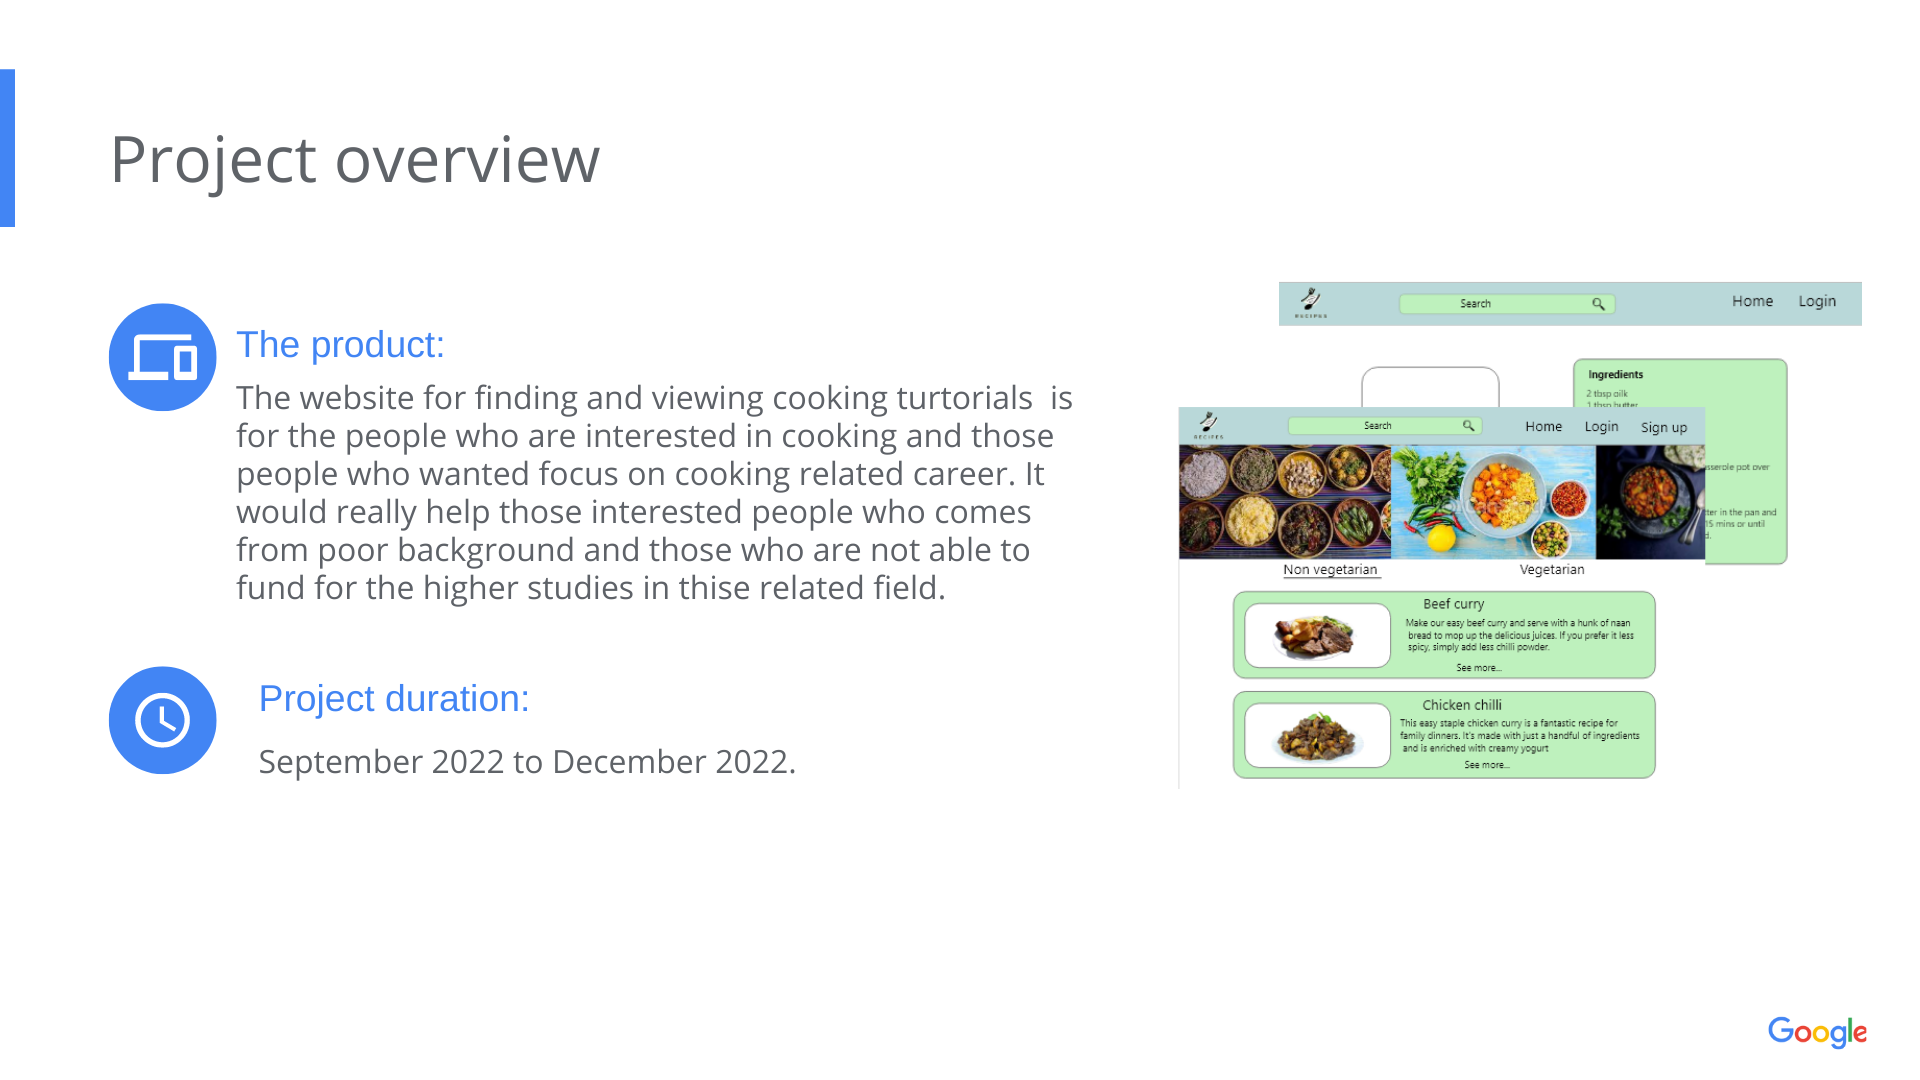 Project overview
The product:
The website for finding and viewing cooking turtorials  is
for the people who are interested in cooking and those
people who wanted focus on cooking related career. It
would really help those interested people who comes
from poor background and those who are not able to
fund for the higher studies in thise related field.
Project duration:
September 2022 to December 2022.
RECIPES
Search
Home Login
Ingredients
2 tbsp oilk
1 tbsp butter
sserole pot over
tter in the pan and
15 mins or until
d.
RECIPES
Search
Home Login Sign up
Non vegetarian Vegetarian
Beef curry
Make our easy beef curry and serve with a hunk of naan
bread to mop up the delicious juices. If you prefer it less
spicy, simply add less chilli powder.
See more...
Chicken chilli
This easy staple chicken curry is a fantastic recipe for
family dinners. It's made with just a handful of ingredients
and is enriched with creamy yogurt
See more...
Google